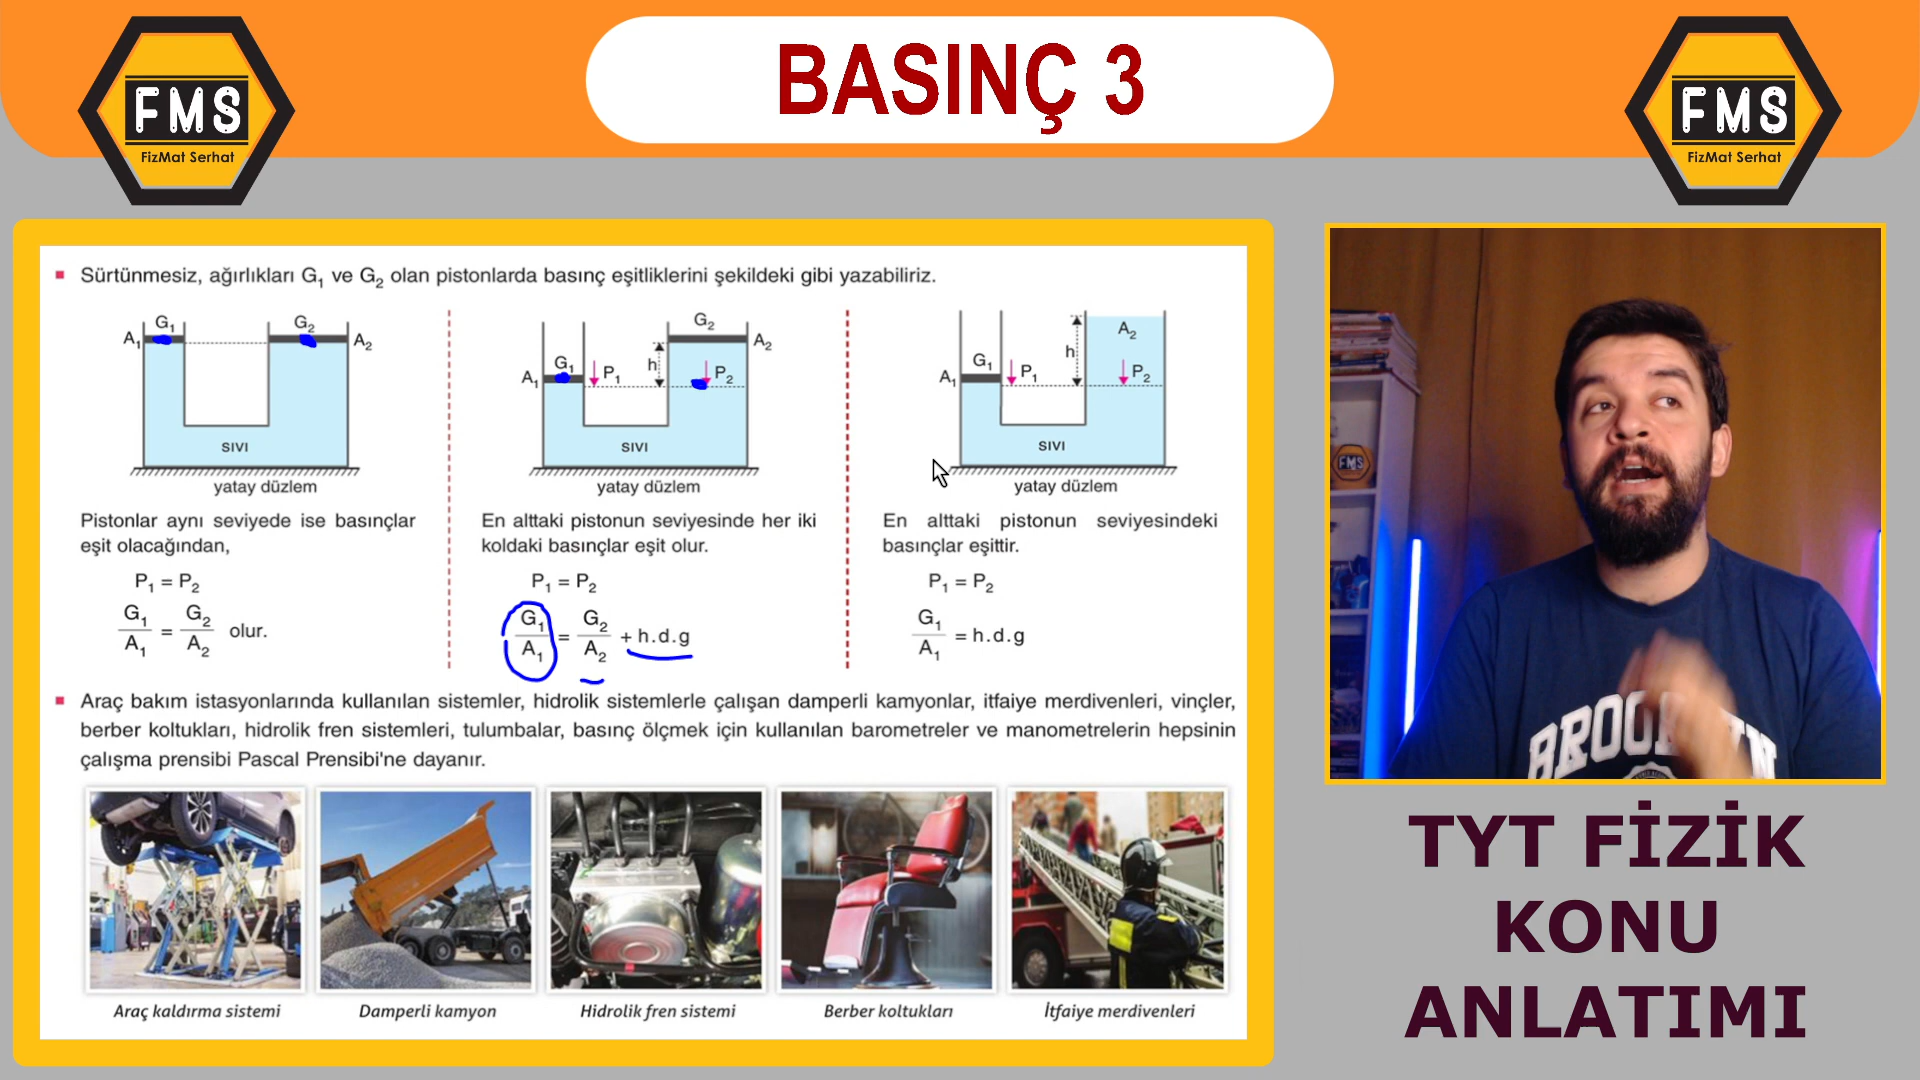 BASINÇ 3
FMS
FizMat Serhat
FMS
FizMat Serhat
Sürtünmesiz, ağırlıkları G₁ ve G₂ olan pistonlarda basınç eşitliklerini şekildeki gibi yazabiliriz.
G₁
G₂
A₁
A₂
SIVI
yatay düzlem
Pistonlar aynı seviyede ise basınçlar
eşit olacağından,
P₁ = P₂
G₁/A₁ = G₂/A₂ olur.
G₂
A₂
G₁
h
P₁
P₂
A₁
SIVI
yatay düzlem
En alttaki pistonun seviyesinde her iki
koldaki basınçlar eşit olur.
P₁ = P₂
G₁/A₁ = G₂/A₂ + h.d.g
A₂
h
G₁
P₁
P₂
A₁
SIVI
yatay düzlem
En alttaki pistonun seviyesindeki
basınçlar eşittir.
P₁ = P₂
G₁/A₁ = h.d.g
Araç bakım istasyonlarında kullanılan sistemler, hidrolik sistemlerle çalışan damperli kamyonlar, itfaiye merdivenleri, vinçler,
berber koltukları, hidrolik fren sistemleri, tulumbalar, basınç ölçmek için kullanılan barometreler ve manometrelerin hepsinin
çalışma prensibi Pascal Prensibi'ne dayanır.
Araç kaldırma sistemi
Damperli kamyon
Hidrolik fren sistemi
Berber koltukları
İtfaiye merdivenleri
FMS
TYT FİZİK
KONU
ANLATIMI